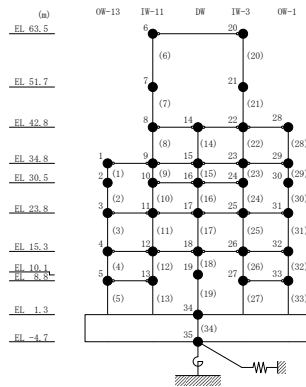 (m) OW-13 IW-11 DW IW-3 OW-1
EL 63.5 6 20
(6) (20)
EL 51.7 7 21
(7) (21)
EL 42.8 8 14 22 28
(8) (14) (22) (28)
EL 34.8 1 9 15 23 29
(1) (9) (15) (23) (29)
EL 30.5 2 10 16 24 30
(2) (10) (16) (24) (30)
EL 23.8 3 11 17 25 31
(3) (11) (17) (25) (31)
EL 15.3 4 12 18 26 32
(4) (12) (18) (26) (32)
EL 10.1 19
EL 8.8 5 13 27 33
(5) (13) (19) (27) (33)
EL 1.3 34
(34)
EL -4.7 35